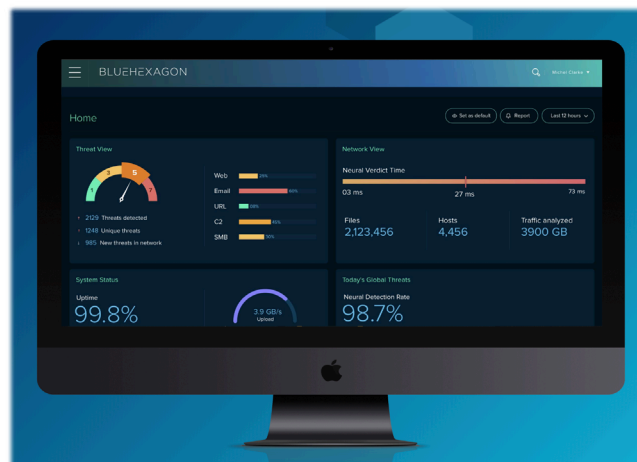 BLUEHEXAGON
Home
Set as default
Report
Last 12 hours
Threat View
1
3
5
7
2129 Threats detected
1248 Unique threats
985 New threats in network
Web
Email
URL
C2
SMB
Network View
Neural Verdict Time
03 ms
27 ms
73 ms
Files
Hosts
Traffic analyzed
2,123,456
4,456
3900 GB
System Status
Uptime
99.8%
3.9 GB/s
Upload
Today's Global Threats
Neural Detection Rate
98.7%